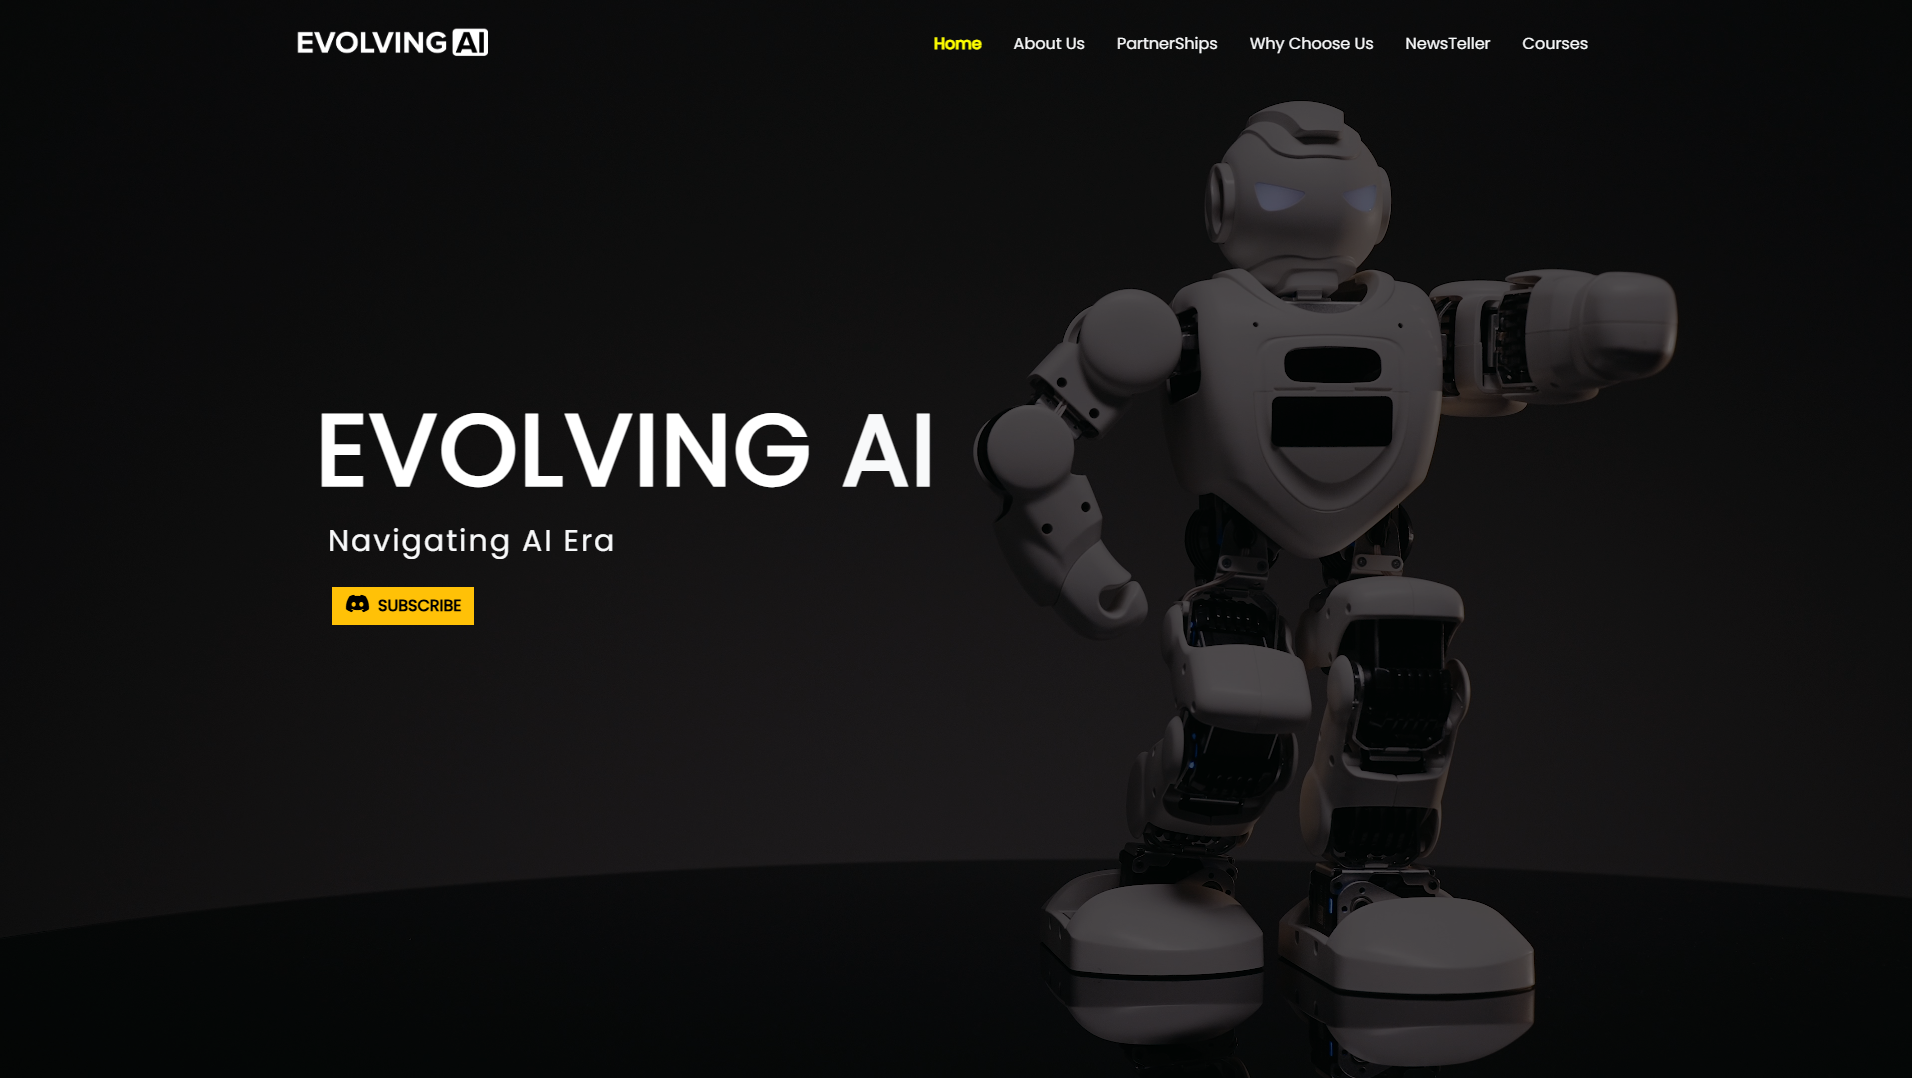 EVOLVING AI
Home About Us PartnerShips Why Choose Us NewsTeller Courses
EVOLVING AI
Navigating AI Era
SUBSCRIBE